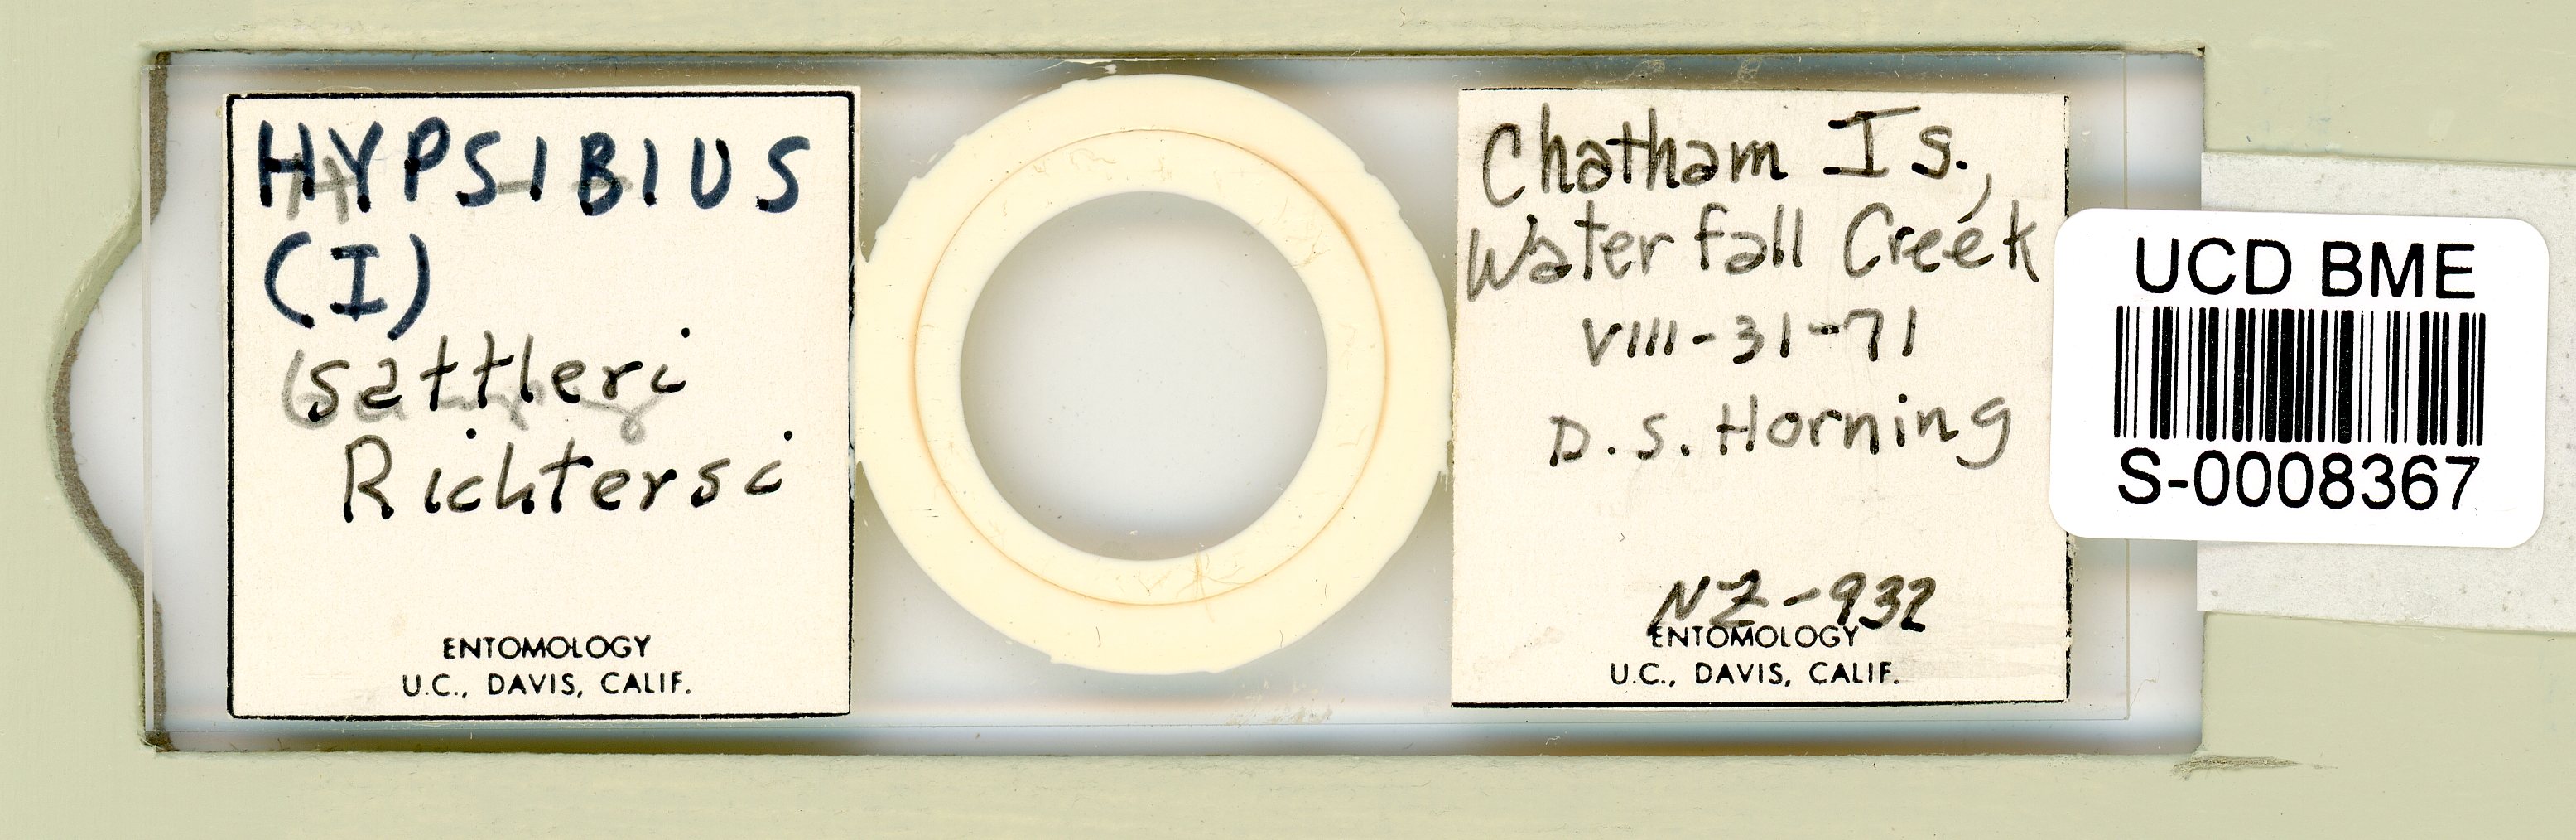 HYPSIBIUS
(I)
sattleri
Richtersi
ENTOMOLOGY
U.C., DAVIS, CALIF.
Chatham Is.,
Waterfall Creek
VIII-31-71
D.S. Horning
NZ-932
ENTOMOLOGY
U.C., DAVIS, CALIF.
UCD BME
S-0008367